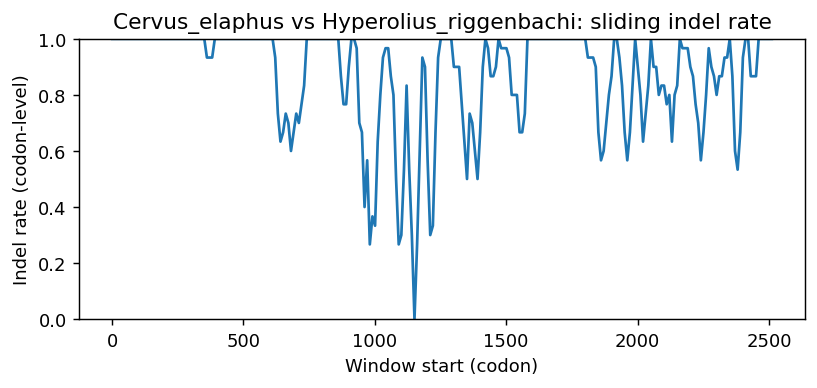 Cervus_elaphus vs Hyperolius_riggenbachi: sliding indel rate
1.0
0.8
0.6
0.4
0.2
0.0
Indel rate (codon-level)
0 500 1000 1500 2000 2500
Window start (codon)